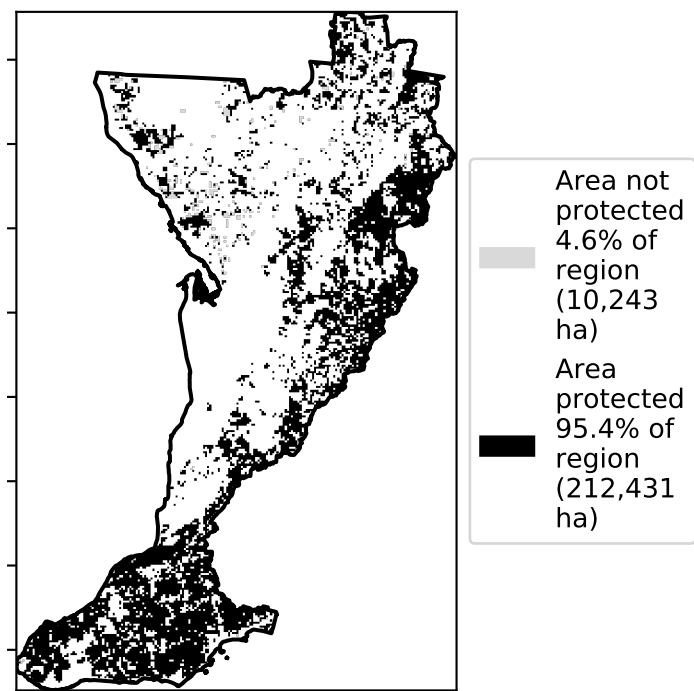 Area not
protected
4.6% of
region
(10,243
ha)
Area
protected
95.4% of
region
(212,431
ha)